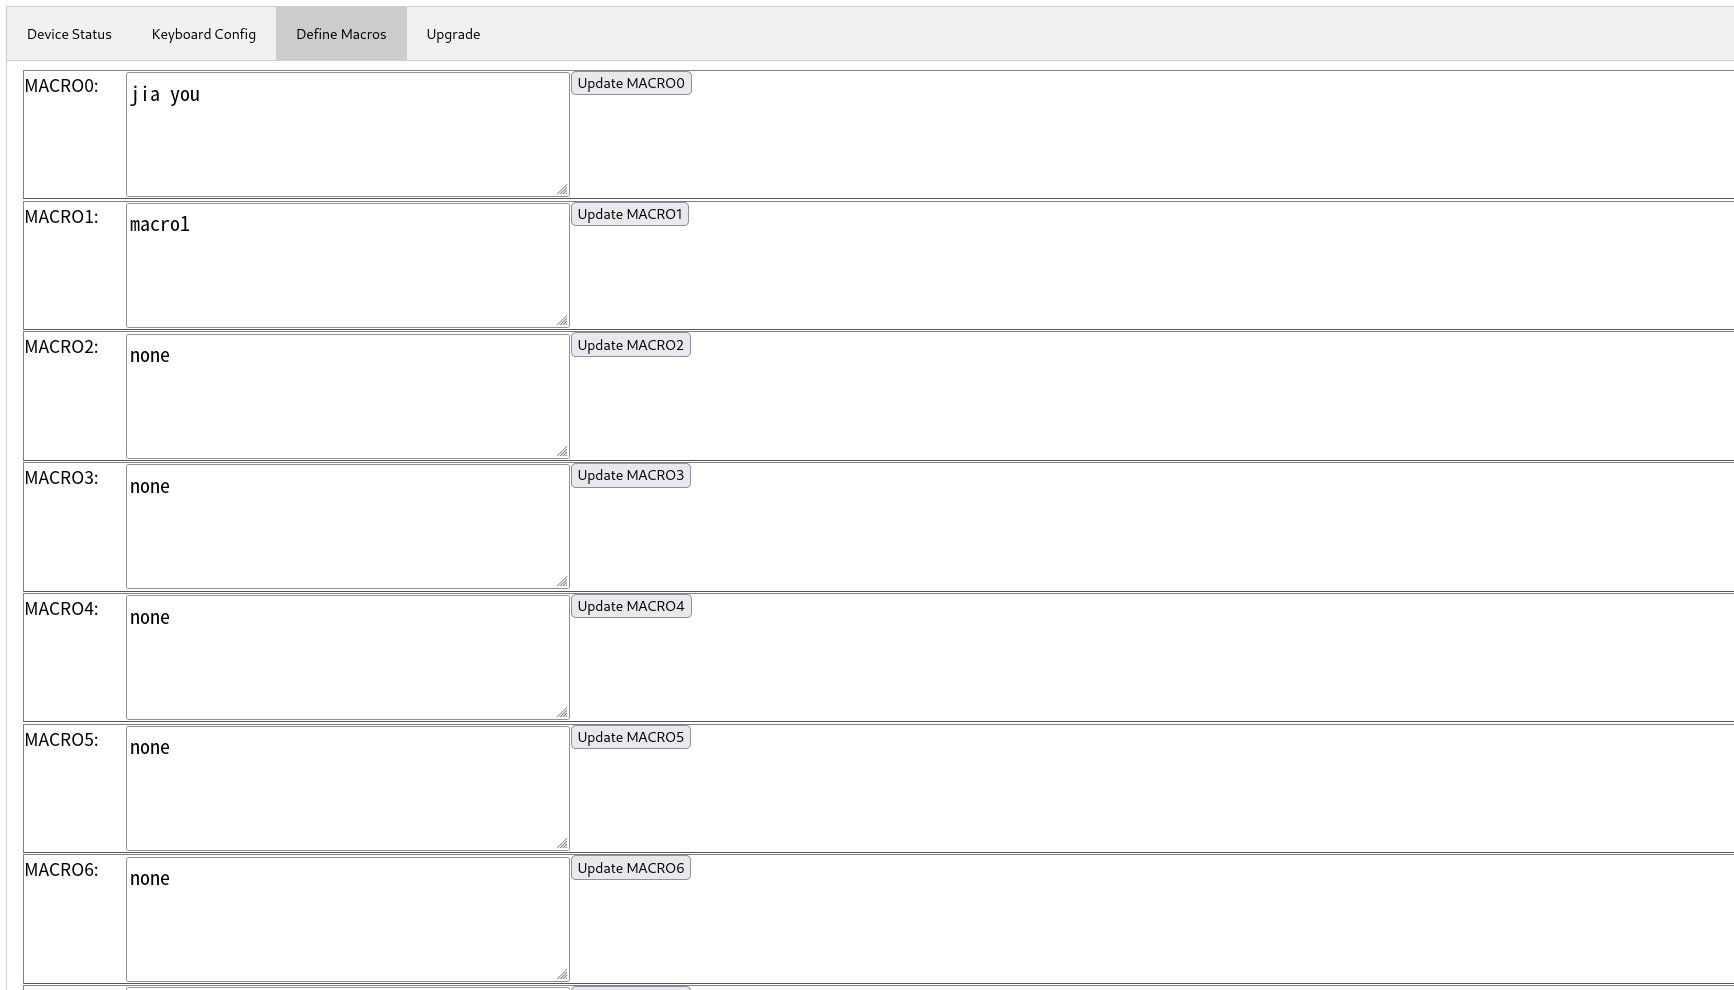 Device Status Keyboard Config Define Macros Upgrade
MACRO0: jia you Update MACRO0
MACRO1: macro1 Update MACRO1
MACRO2: none Update MACRO2
MACRO3: none Update MACRO3
MACRO4: none Update MACRO4
MACRO5: none Update MACRO5
MACRO6: none Update MACRO6